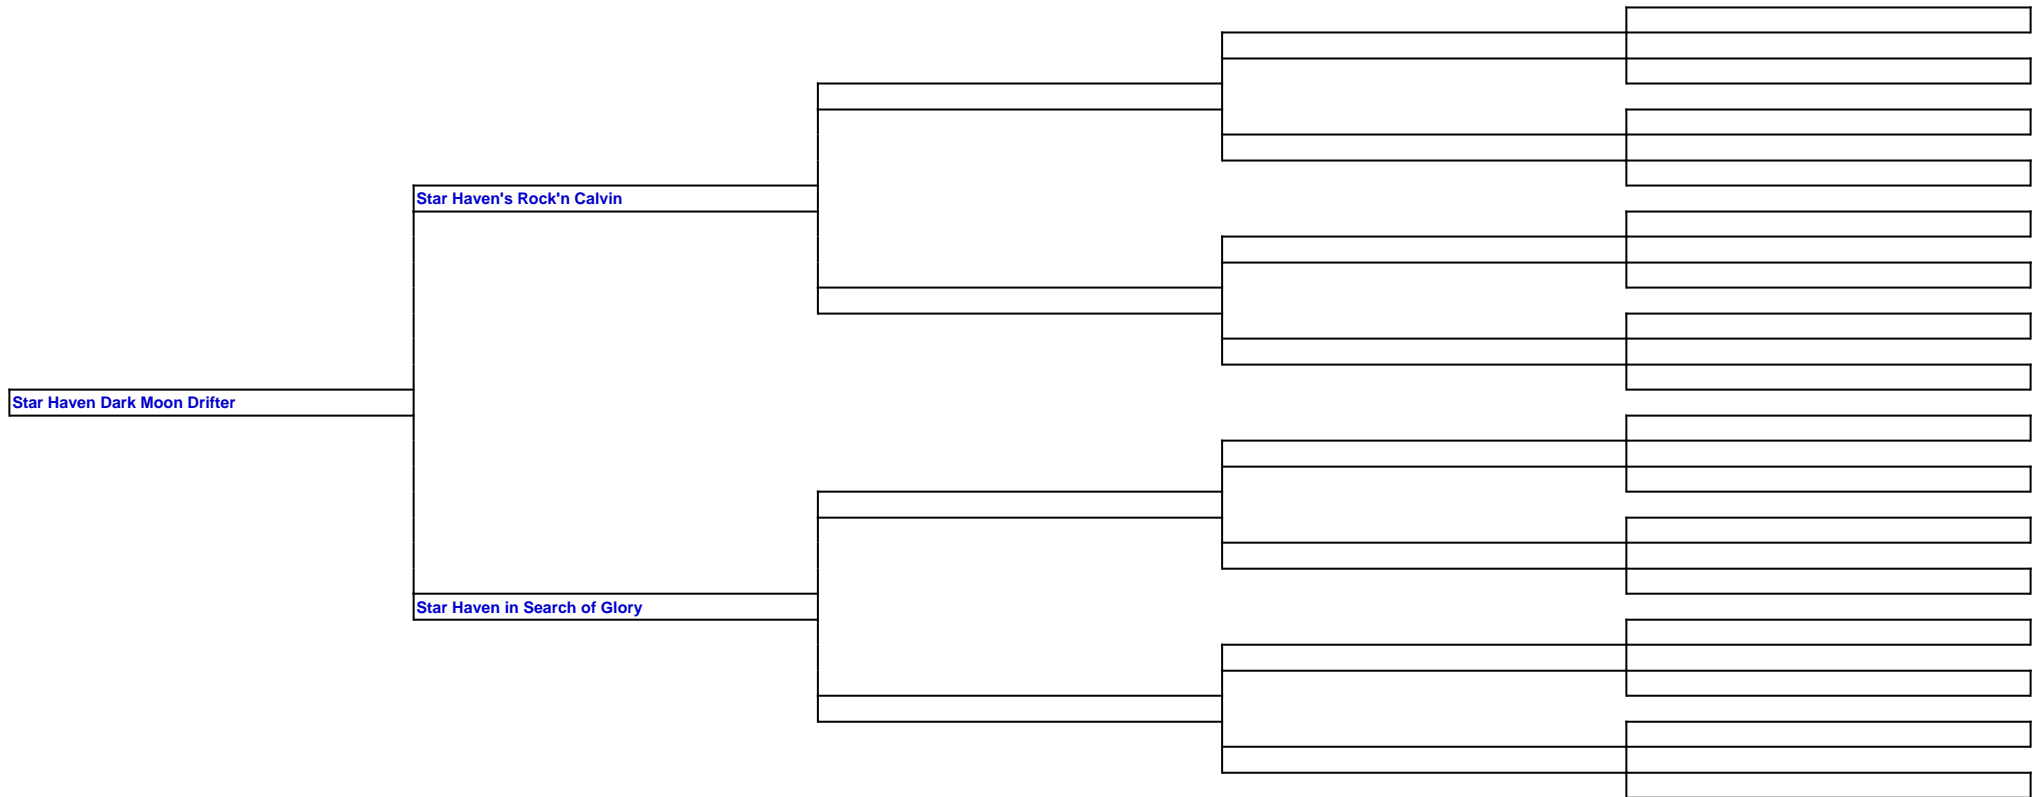 Star Haven's Rock'n Calvin
Star Haven Dark Moon Drifter
Star Haven in Search of Glory